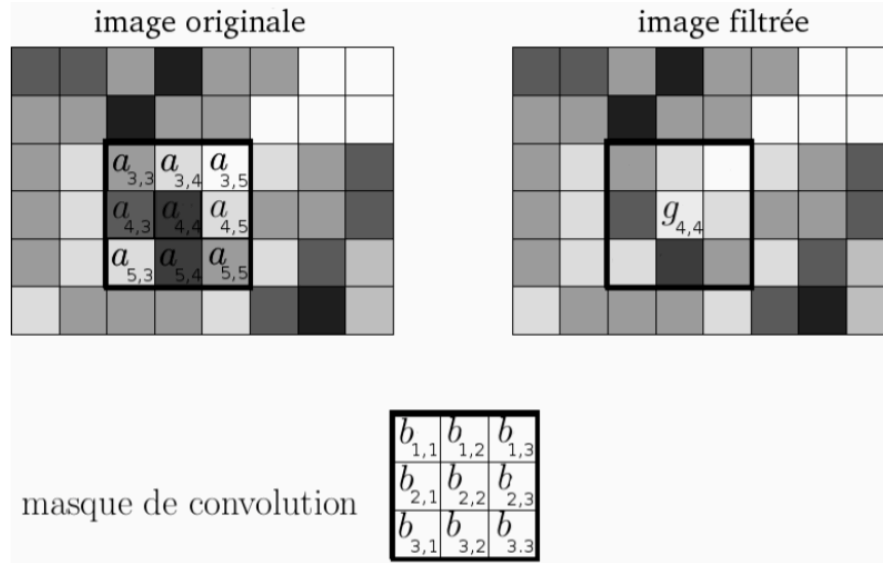 image originale image filtrée
a3,3 a3,4 a3,5
a4,3 a4,4 a4,5 g4,4
a5,3 a5,4 a5,5
b1,1 b1,2 b1,3
masque de convolution b2,1 b2,2 b2,3
b3,1 b3,2 b3.3